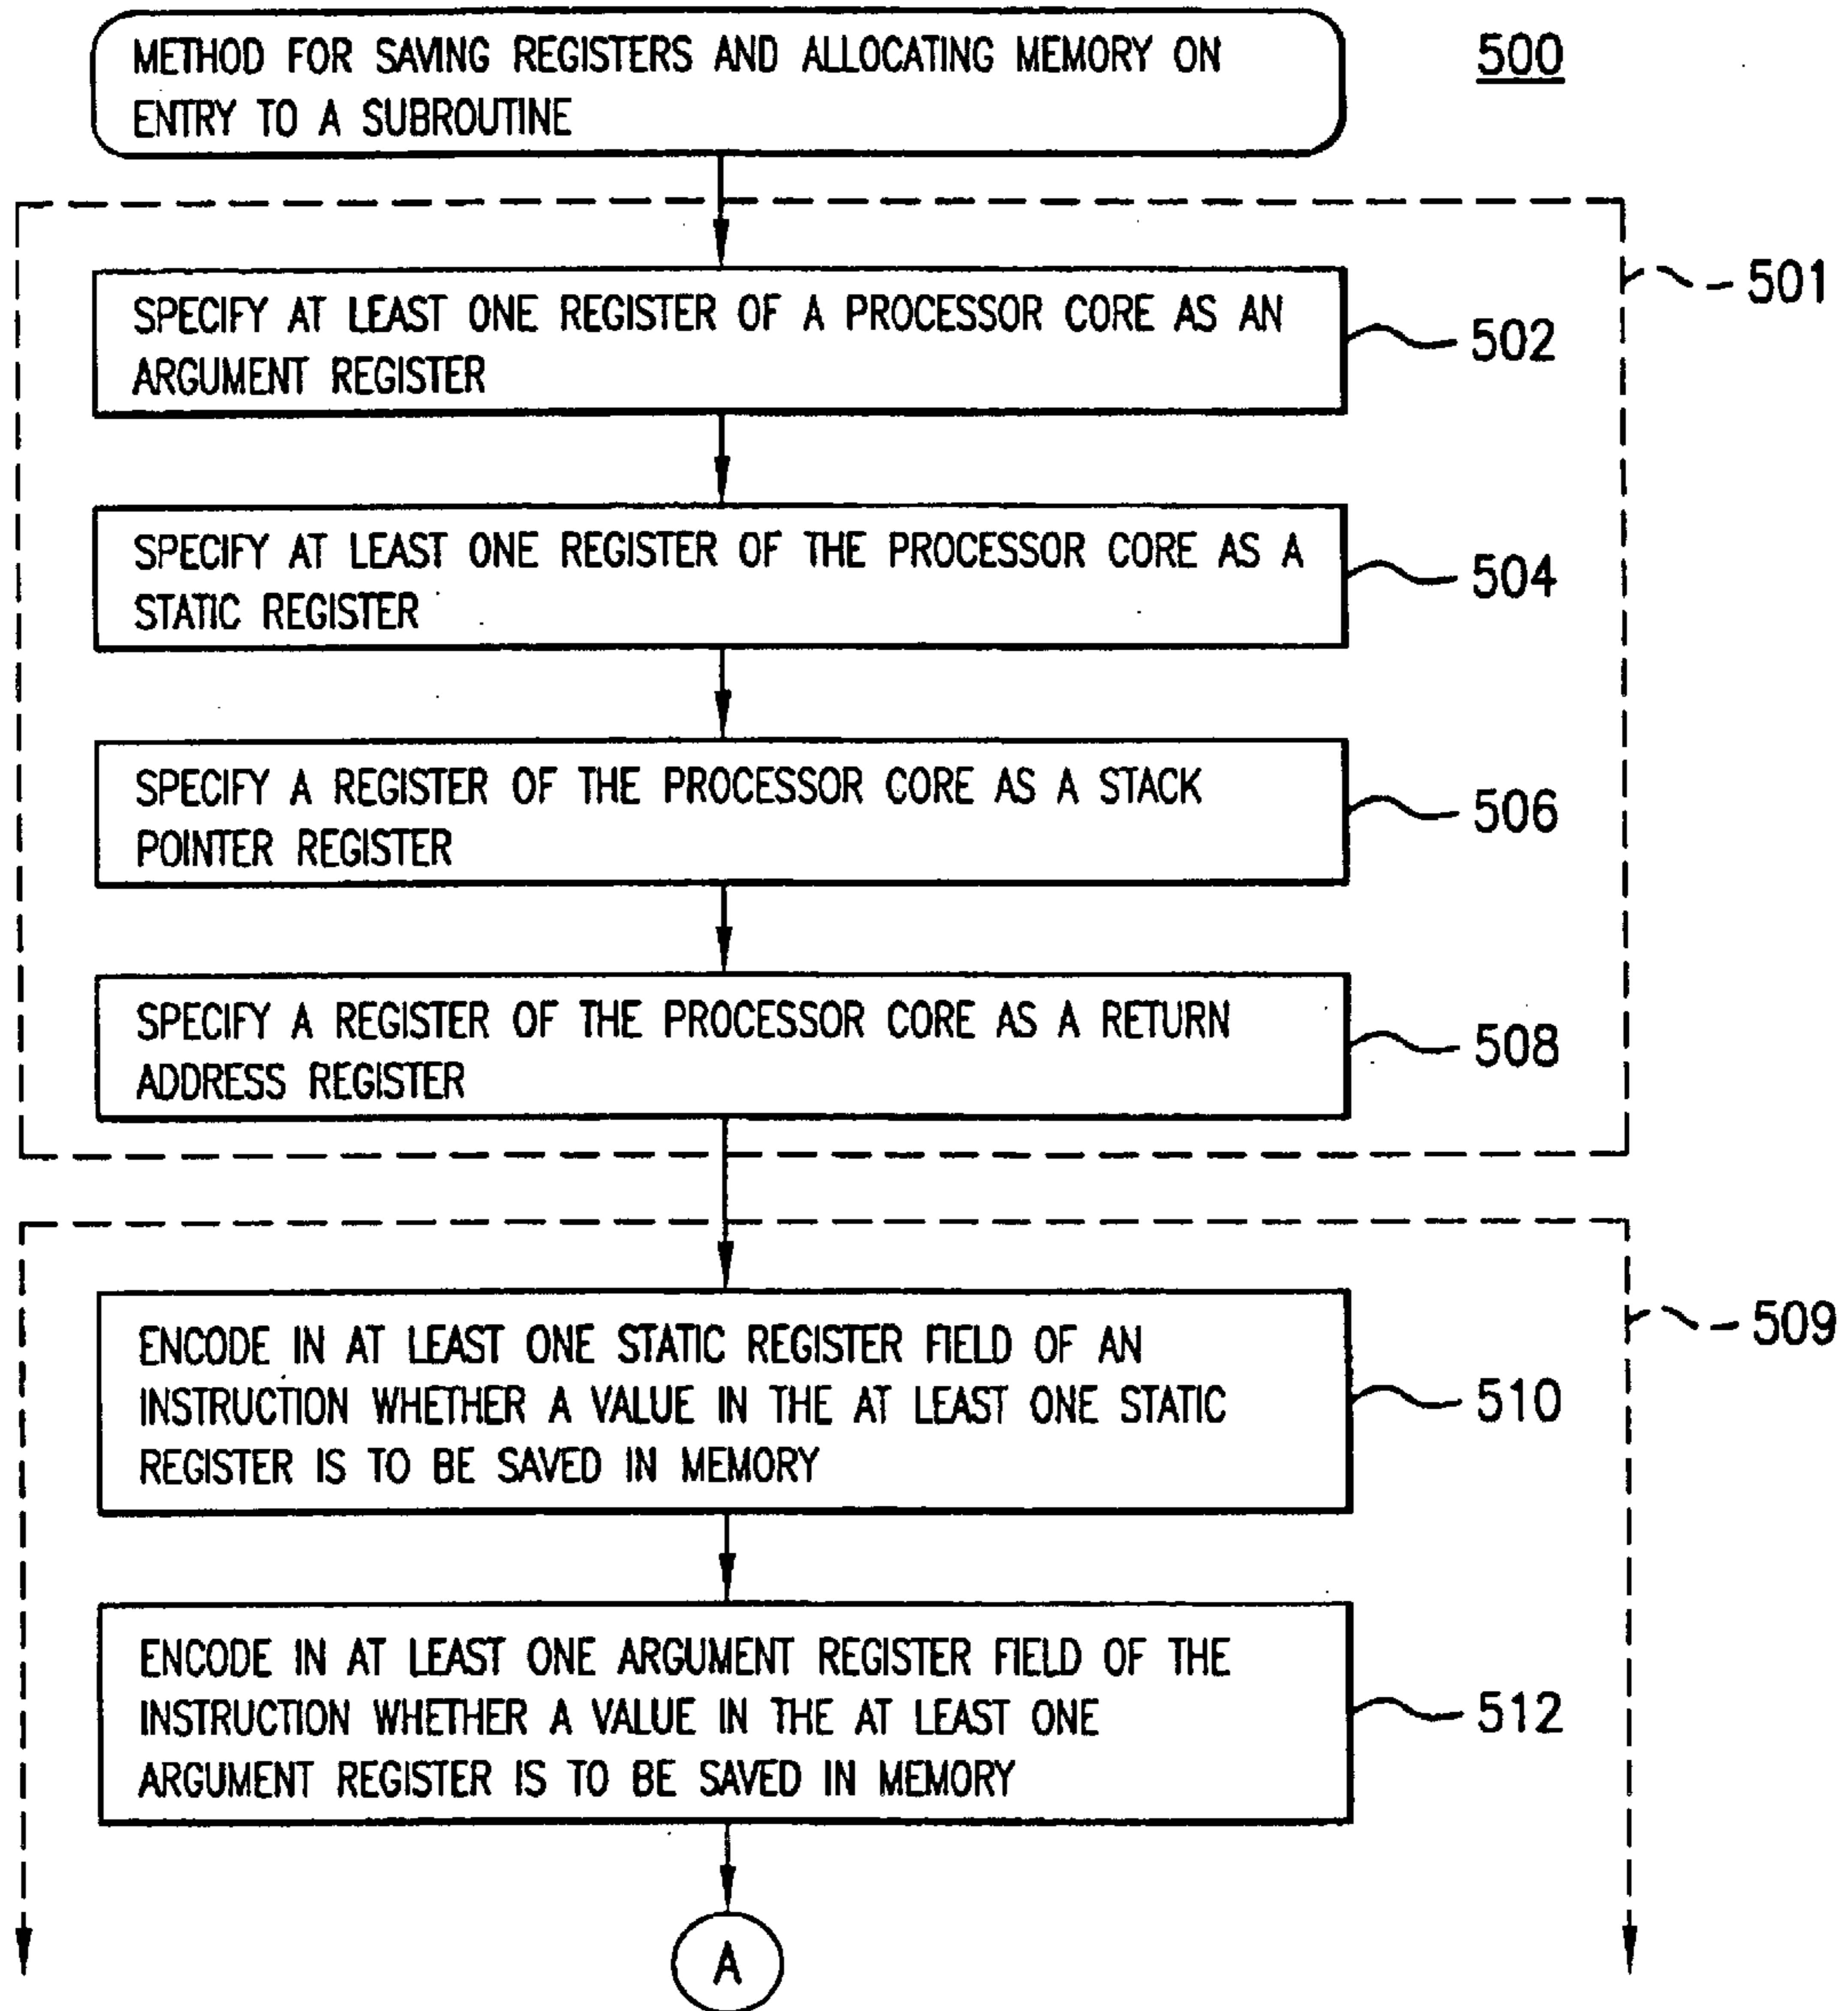 METHOD FOR SAVING REGISTERS AND ALLOCATING MEMORY ON
ENTRY TO A SUBROUTINE
500
501
SPECIFY AT LEAST ONE REGISTER OF A PROCESSOR CORE AS AN
ARGUMENT REGISTER
502
SPECIFY AT LEAST ONE REGISTER OF THE PROCESSOR CORE AS A
STATIC REGISTER
504
SPECIFY A REGISTER OF THE PROCESSOR CORE AS A STACK
POINTER REGISTER
506
SPECIFY A REGISTER OF THE PROCESSOR CORE AS A RETURN
ADDRESS REGISTER
508
509
ENCODE IN AT LEAST ONE STATIC REGISTER FIELD OF AN
INSTRUCTION WHETHER A VALUE IN THE AT LEAST ONE STATIC
REGISTER IS TO BE SAVED IN MEMORY
510
ENCODE IN AT LEAST ONE ARGUMENT REGISTER FIELD OF THE
INSTRUCTION WHETHER A VALUE IN THE AT LEAST ONE
ARGUMENT REGISTER IS TO BE SAVED IN MEMORY
512
A